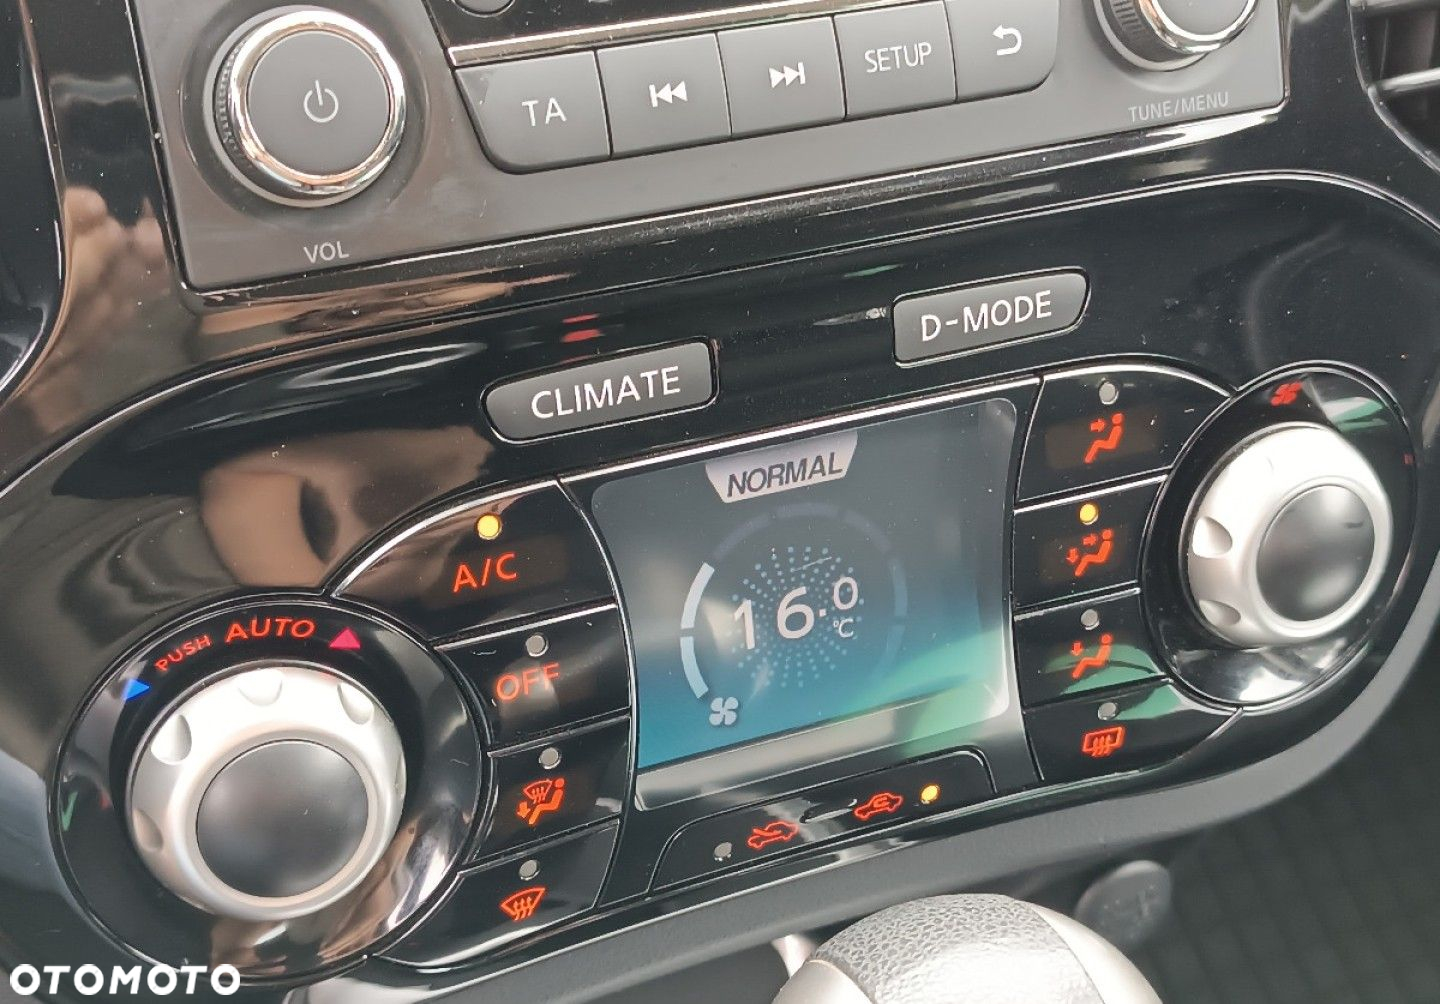 TA
SETUP
VOL
TUNE/MENU
D-MODE
CLIMATE
NORMAL
A/C
16.0
°C
PUSH AUTO
OFF
OTOMOTO